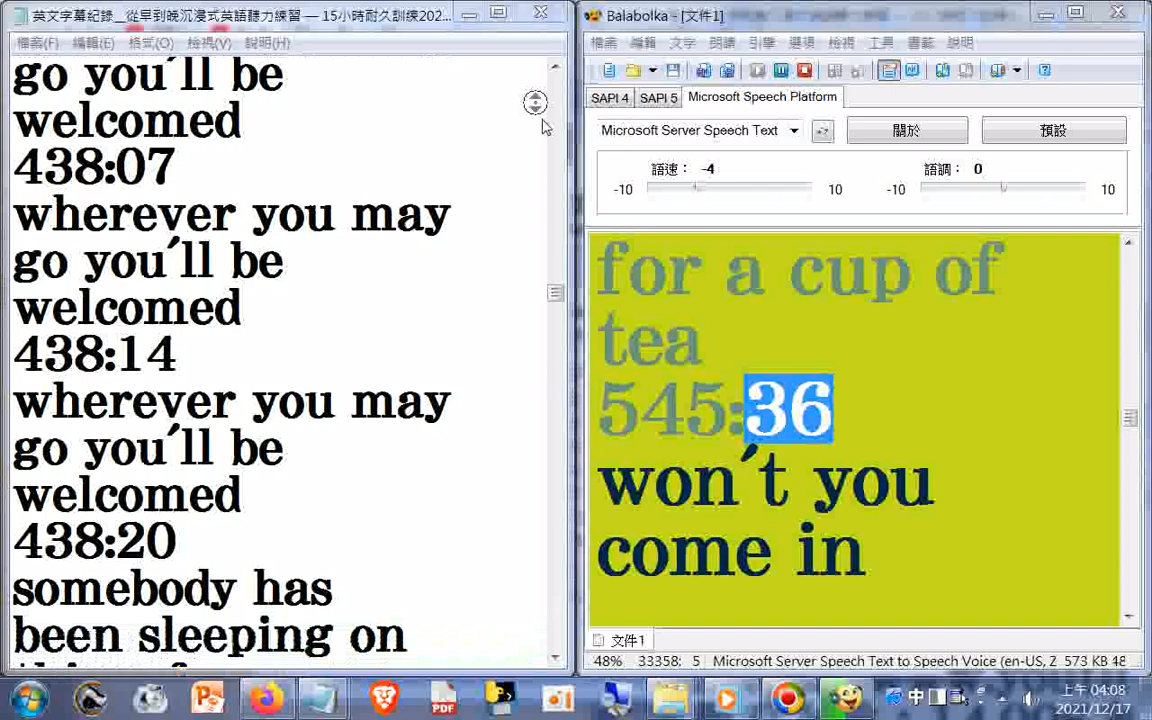 英文字幕紀錄__從早到晚沉浸式英語聽力練習 — 15小時耐久訓練202...
檔案(F) 編輯(E) 格式(O) 檢視(V) 說明(H)
go you'll be
welcomed
438:07
wherever you may
go you'll be
welcomed
438:14
wherever you may
go you'll be
welcomed
438:20
somebody has
been sleeping on
Balabolka - [文件1]
檔案 編輯 文字 朗讀 引擎 選項 檢視 工具 書籤 說明
SAPI 4 SAPI 5 Microsoft Speech Platform
Microsoft Server Speech Text 關於 預設
語速： -4 語調： 0
-10 10 -10 10
for a cup of
tea
545:36
won't you
come in
文件1
48% 33358: 5 Microsoft Server Speech Text to Speech Voice (en-US, 2 573 KB 48
PDF
中
上午 04:08
2021/12/17